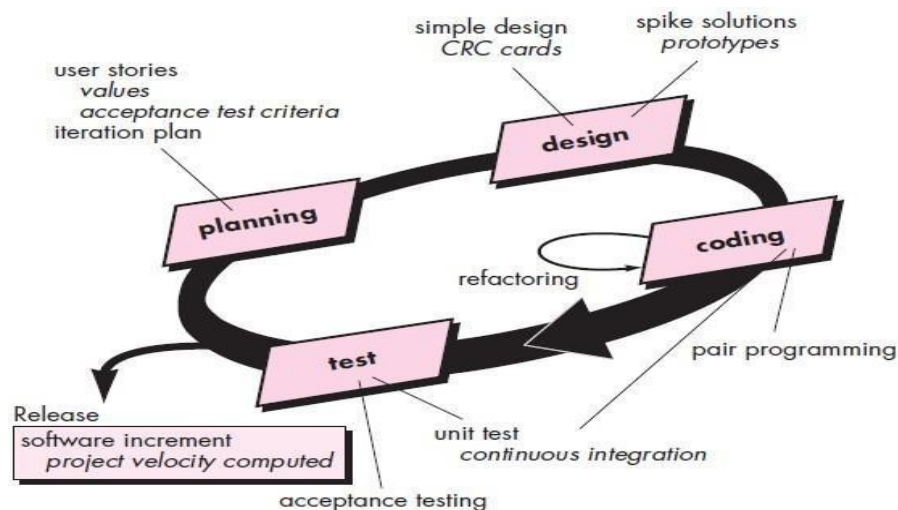 simple design
CRC cards
spike solutions
prototypes
user stories
values
acceptance test criteria
iteration plan
design
planning
coding
refactoring
test
pair programming
Release
software increment
project velocity computed
unit test
continuous integration
acceptance testing